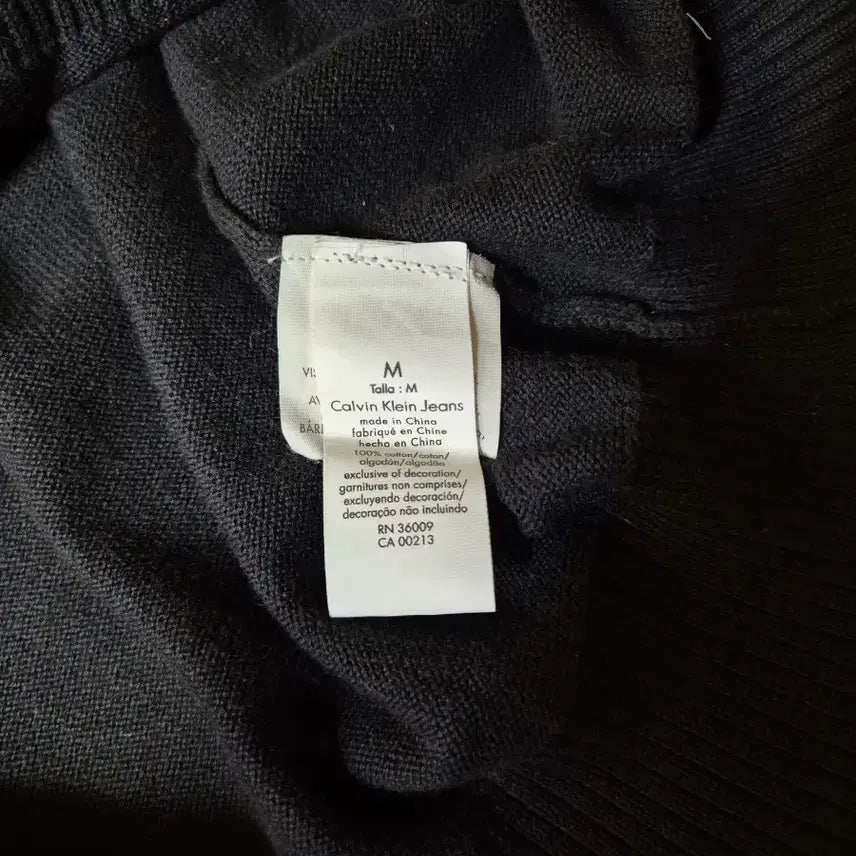 M
Talla : M
Calvin Klein Jeans
made in China
fabriqué en Chine
hecho en China
100% cotton/coton/
algodón/algodão
exclusive of decoration/
garnitures non comprises/
excluyendo decoración/
decoração não incluindo
RN 36009
CA 00213